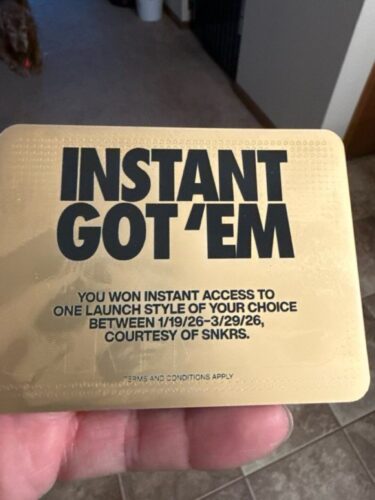 INSTANT
GOT 'EM
YOU WON INSTANT ACCESS TO
ONE LAUNCH STYLE OF YOUR CHOICE
BETWEEN 1/19/26–3/29/26,
COURTESY OF SNKRS.
TERMS AND CONDITIONS APPLY